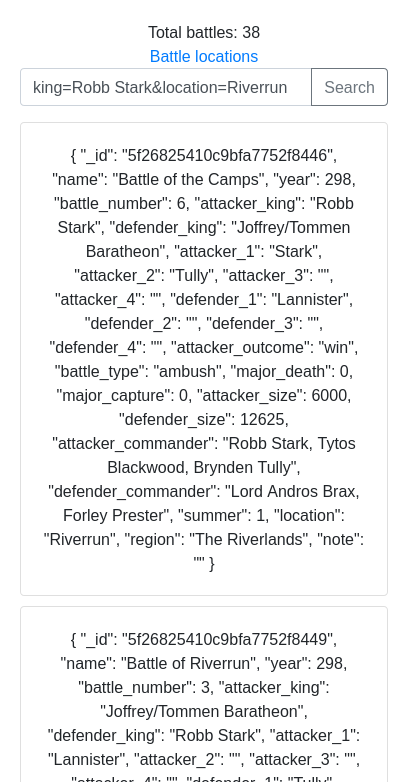 Total battles: 38
Battle locations
king=Robb Stark&location=Riverrun
Search
{ "_id": "5f26825410c9bfa7752f8446",
"name": "Battle of the Camps", "year": 298,
"battle_number": 6, "attacker_king": "Robb
Stark", "defender_king": "Joffrey/Tommen
Baratheon", "attacker_1": "Stark",
"attacker_2": "Tully", "attacker_3": "",
"attacker_4": "", "defender_1": "Lannister",
"defender_2": "", "defender_3": "",
"defender_4": "", "attacker_outcome": "win",
"battle_type": "ambush", "major_death": 0,
"major_capture": 0, "attacker_size": 6000,
"defender_size": 12625,
"attacker_commander": "Robb Stark, Tytos
Blackwood, Brynden Tully",
"defender_commander": "Lord Andros Brax,
Forley Prester", "summer": 1, "location":
"Riverrun", "region": "The Riverlands", "note":
"" }
{ "_id": "5f26825410c9bfa7752f8449",
"name": "Battle of Riverrun", "year": 298,
"battle_number": 3, "attacker_king":
"Joffrey/Tommen Baratheon",
"defender_king": "Robb Stark", "attacker_1":
"Lannister", "attacker_2": "", "attacker_3": "",
"attacker_4": "", "defender_1": "Tully",